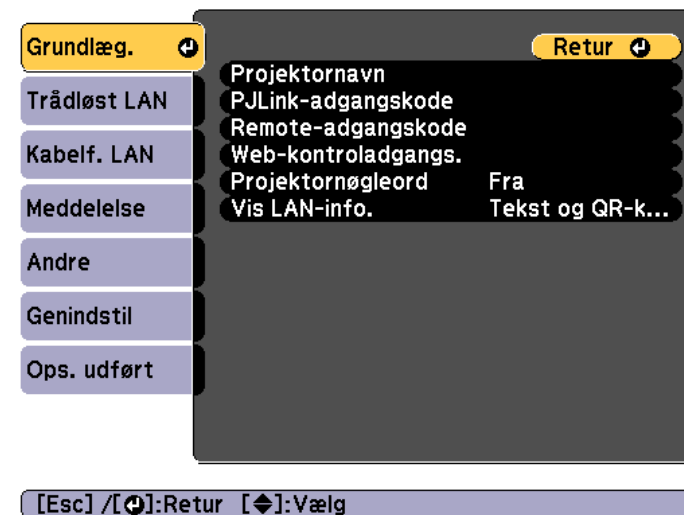 Grundlæg.
Retur
Projektornavn
PJLink-adgangskode
Trådløst LAN
Remote-adgangskode
Kabelf. LAN
Web-kontroladgangs.
Projektornøgleord Fra
Meddelelse
Vis LAN-info. Tekst og QR-k...
Andre
Genindstil
Ops. udført
[Esc] /[⏎]:Retur [◆]:Vælg